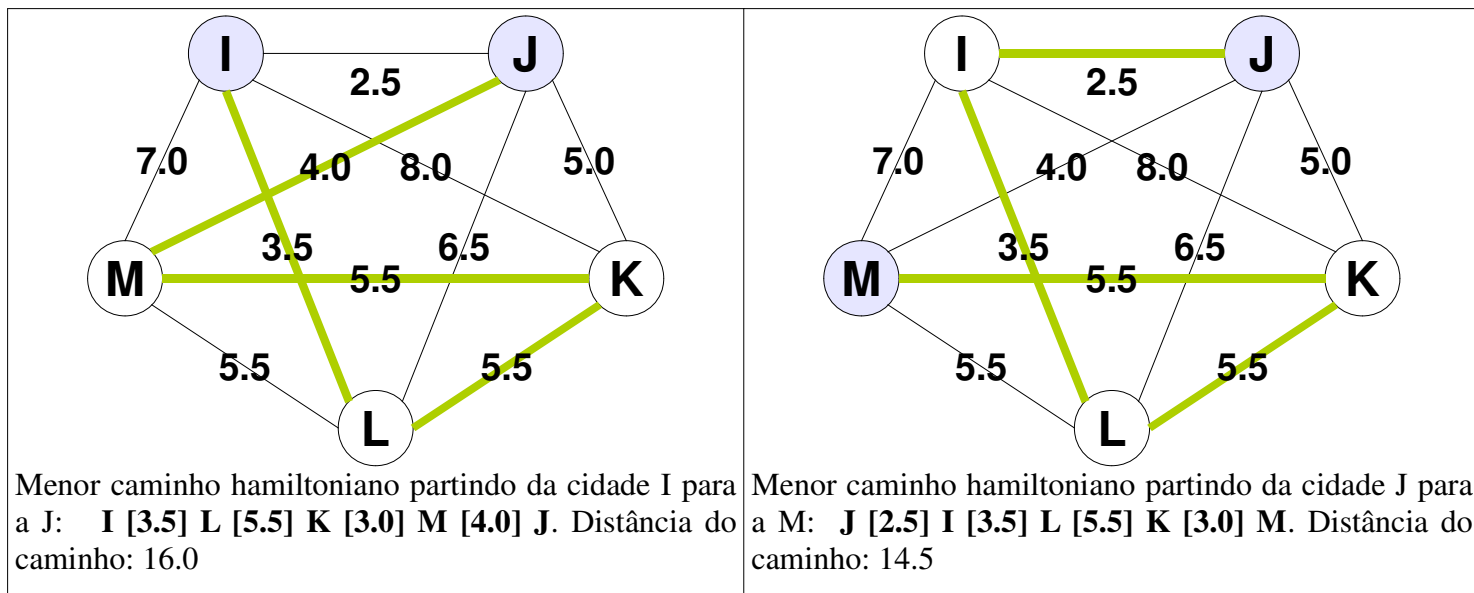 I
J
2.5
7.0
4.0
8.0
5.0
3.5
6.5
M
5.5
K
5.5
5.5
L
Menor caminho hamiltoniano partindo da cidade I para
a J: I [3.5] L [5.5] K [3.0] M [4.0] J. Distância do
caminho: 16.0
I
J
2.5
7.0
4.0
8.0
5.0
3.5
6.5
M
5.5
K
5.5
5.5
L
Menor caminho hamiltoniano partindo da cidade J para
a M: J [2.5] I [3.5] L [5.5] K [3.0] M. Distância do
caminho: 14.5